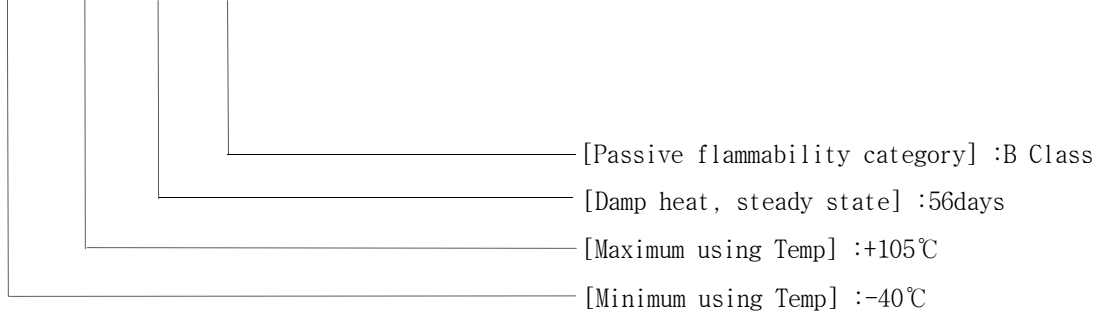 [Passive flammability category] :B Class
[Damp heat, steady state] :56days
[Maximum using Temp] :+105℃
[Minimum using Temp] :-40℃